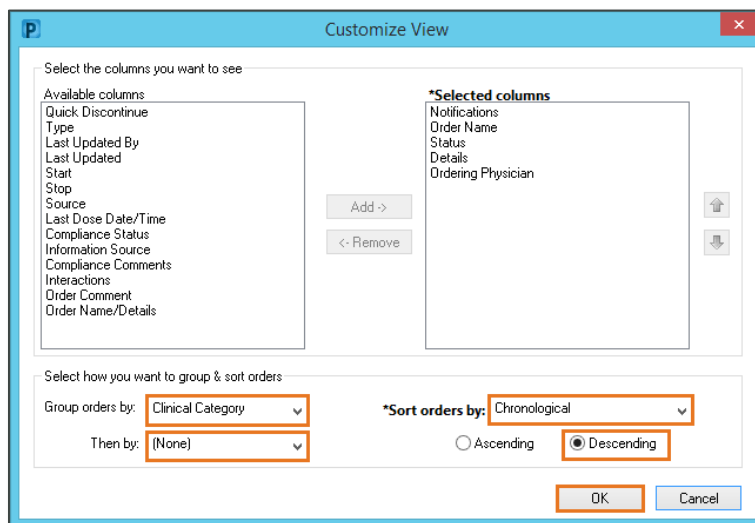 P
Customize View
Select the columns you want to see
Available columns
Quick Discontinue
Type
Last Updated By
Last Updated
Start
Stop
Source
Last Dose Date/Time
Compliance Status
Information Source
Compliance Comments
Interactions
Order Comment
Order Name/Details
Add ->
<- Remove
*Selected columns
Notifications
Order Name
Status
Details
Ordering Physician
Select how you want to group & sort orders
Group orders by: Clinical Category
*Sort orders by: Chronological
Then by: (None)
Ascending Descending
OK Cancel